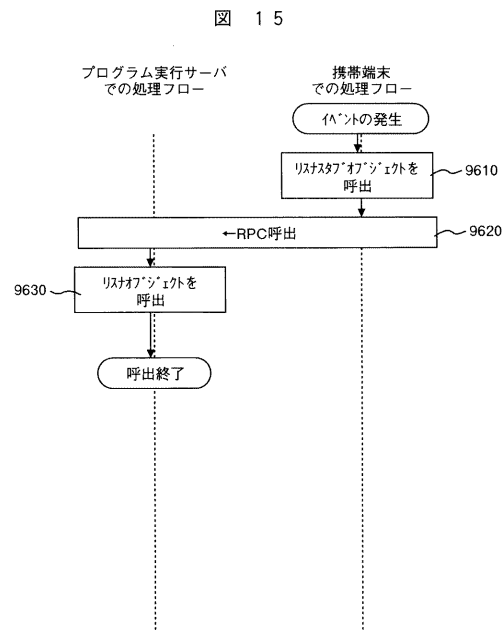 図 15
プログラム実行サーバ
での処理フロー
携帯端末
での処理フロー
ｲﾍﾞﾝﾄの発生
ﾘｽﾅｽﾀﾌﾞｵﾌﾞｼﾞｪｸﾄを
呼出
9610
←RPC呼出
9620
ﾘｽﾅｵﾌﾞｼﾞｪｸﾄを
呼出
9630
呼出終了